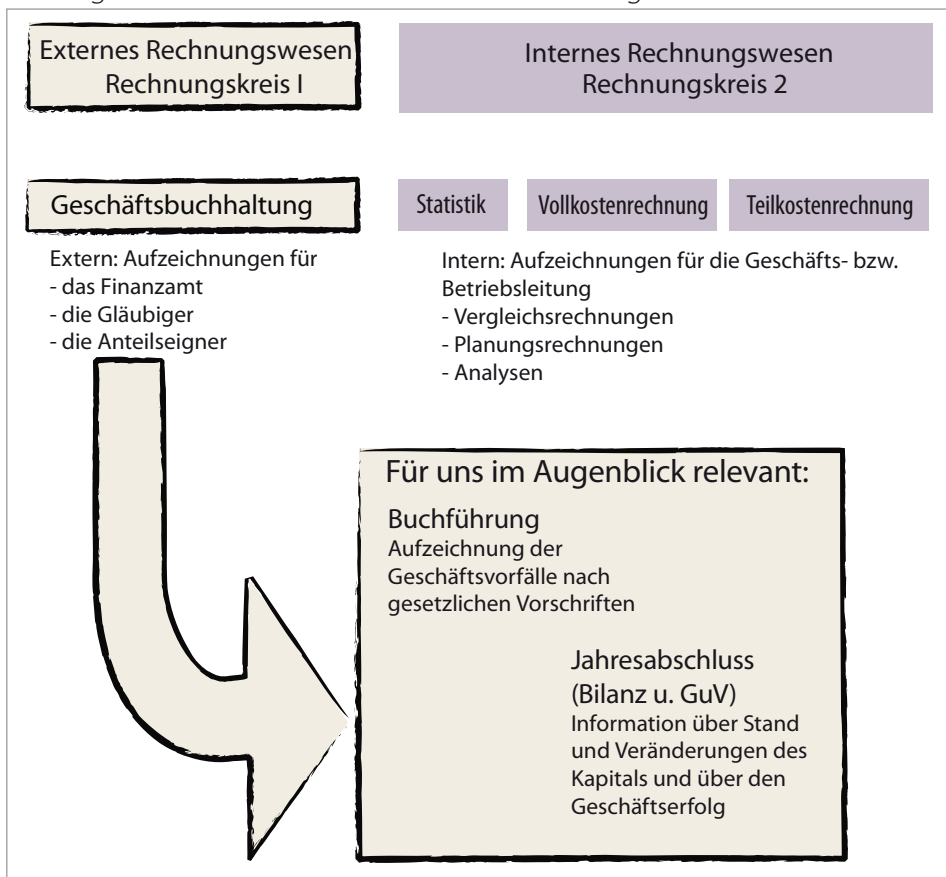 Externes Rechnungswesen
Rechnungskreis I
Internes Rechnungswesen
Rechnungskreis 2
Geschäftsbuchhaltung
Statistik
Vollkostenrechnung
Teilkostenrechnung
Extern: Aufzeichnungen für
- das Finanzamt
- die Gläubiger
- die Anteilseigner
Intern: Aufzeichnungen für die Geschäfts- bzw.
Betriebsleitung
- Vergleichsrechnungen
- Planungsrechnungen
- Analysen
Für uns im Augenblick relevant:
Buchführung
Aufzeichnung der
Geschäftsvorfälle nach
gesetzlichen Vorschriften
Jahresabschluss
(Bilanz u. GuV)
Information über Stand
und Veränderungen des
Kapitals und über den
Geschäftserfolg